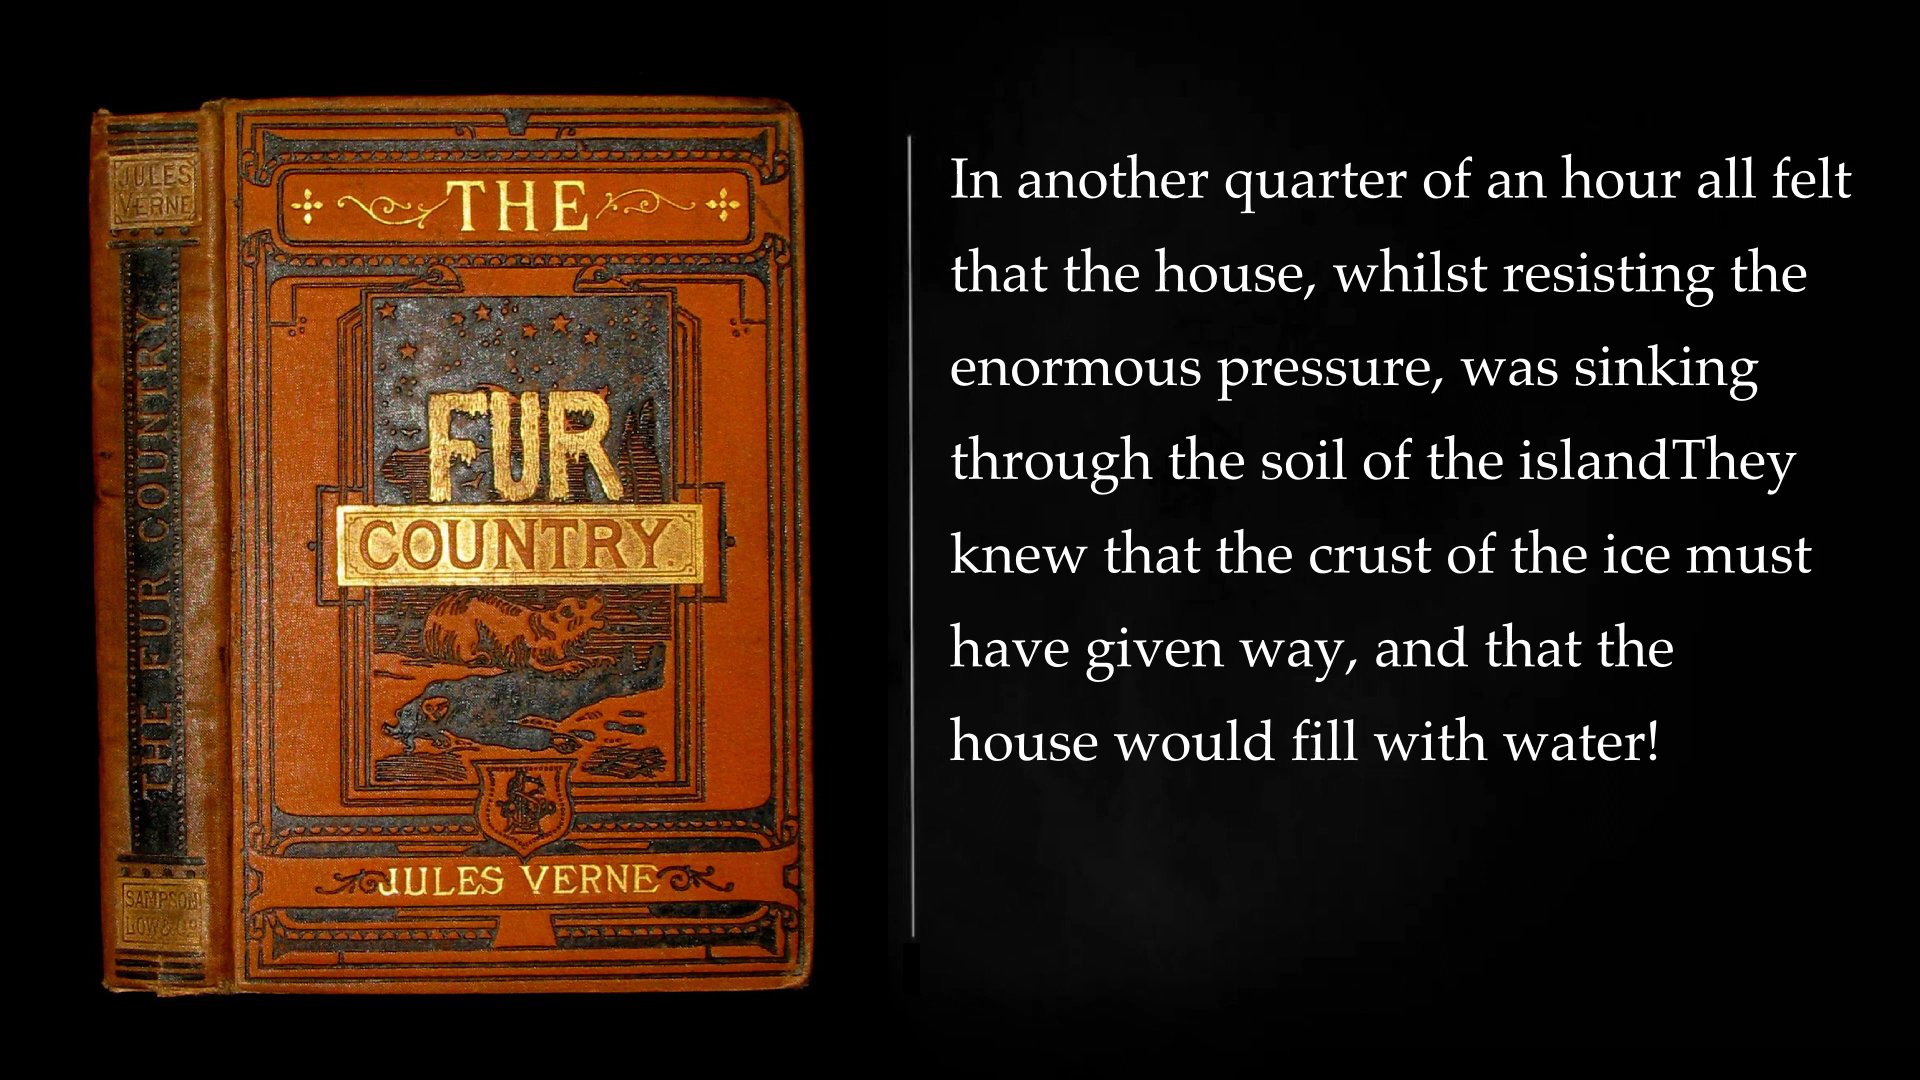 JULES
VERNE
THE FUR COUNTRY.
SAMPSON
LOW & Co
THE
FUR
COUNTRY.
JULES VERNE
In another quarter of an hour all felt
that the house, whilst resisting the
enormous pressure, was sinking
through the soil of the islandThey
knew that the crust of the ice must
have given way, and that the
house would fill with water!